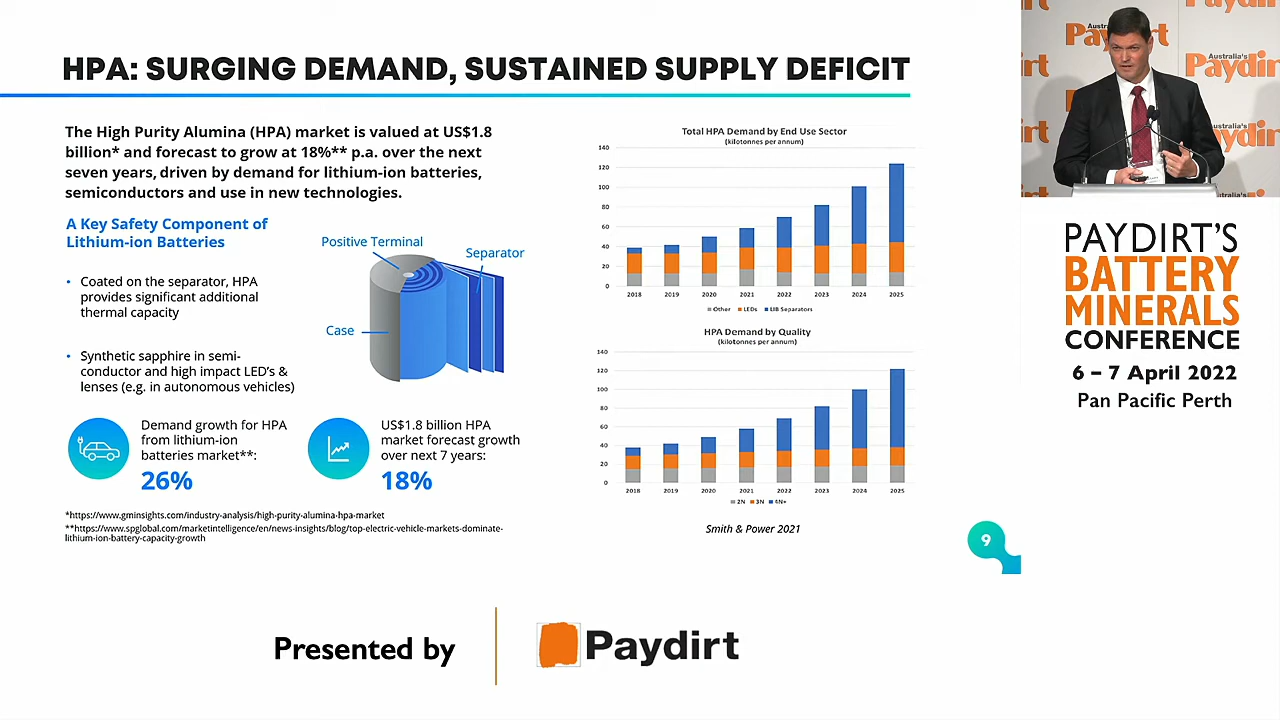 HPA: SURGING DEMAND, SUSTAINED SUPPLY DEFICIT
The High Purity Alumina (HPA) market is valued at US$1.8
billion* and forecast to grow at 18%** p.a. over the next
seven years, driven by demand for lithium-ion batteries,
semiconductors and use in new technologies.
A Key Safety Component of
Lithium-ion Batteries
• Coated on the separator, HPA
provides significant additional
thermal capacity
• Synthetic sapphire in semi-
conductor and high impact LED's &
lenses (e.g. in autonomous vehicles)
Positive Terminal
Separator
Case
Demand growth for HPA
from lithium-ion
batteries market**:
26%
US$1.8 billion HPA
market forecast growth
over next 7 years:
18%
*https://www.gminsights.com/industry-analysis/high-purity-alumina-hpa-market
**https://www.spglobal.com/marketintelligence/en/news-insights/blog/top-electric-vehicle-markets-dominate-
lithium-ion-battery-capacity-growth
Total HPA Demand by End Use Sector
(kilotonnes per annum)
140
120
100
80
60
40
20
0
2018 2019 2020 2021 2022 2023 2024 2025
Other LEDs LIB Separators
HPA Demand by Quality
(kilotonnes per annum)
140
120
100
80
60
40
20
0
2018 2019 2020 2021 2022 2023 2024 2025
2N 3N 4N+
Smith & Power 2021
9
Australia's
Paydirt
PAYDIRT'S
BATTERY
MINERALS
CONFERENCE
6 – 7 April 2022
Pan Pacific Perth
Presented by
Paydirt